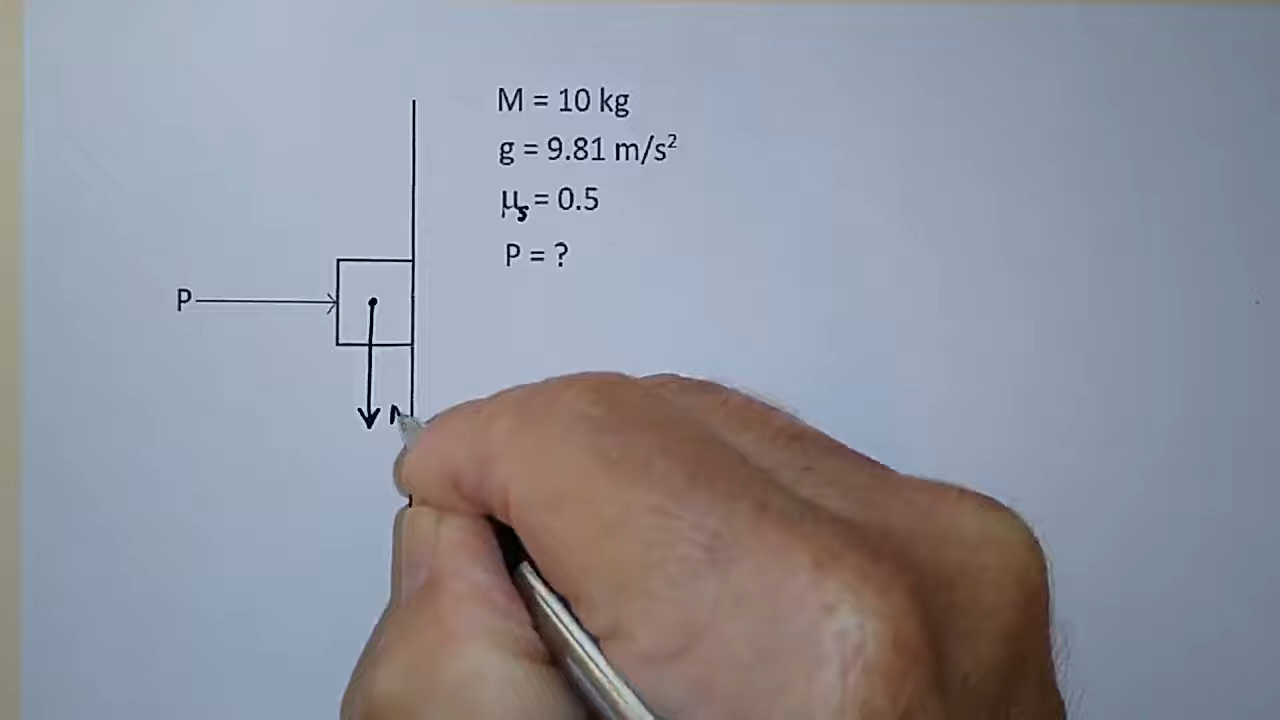 M = 10 kg
g = 9.81 m/s²
μs = 0.5
P = ?
P